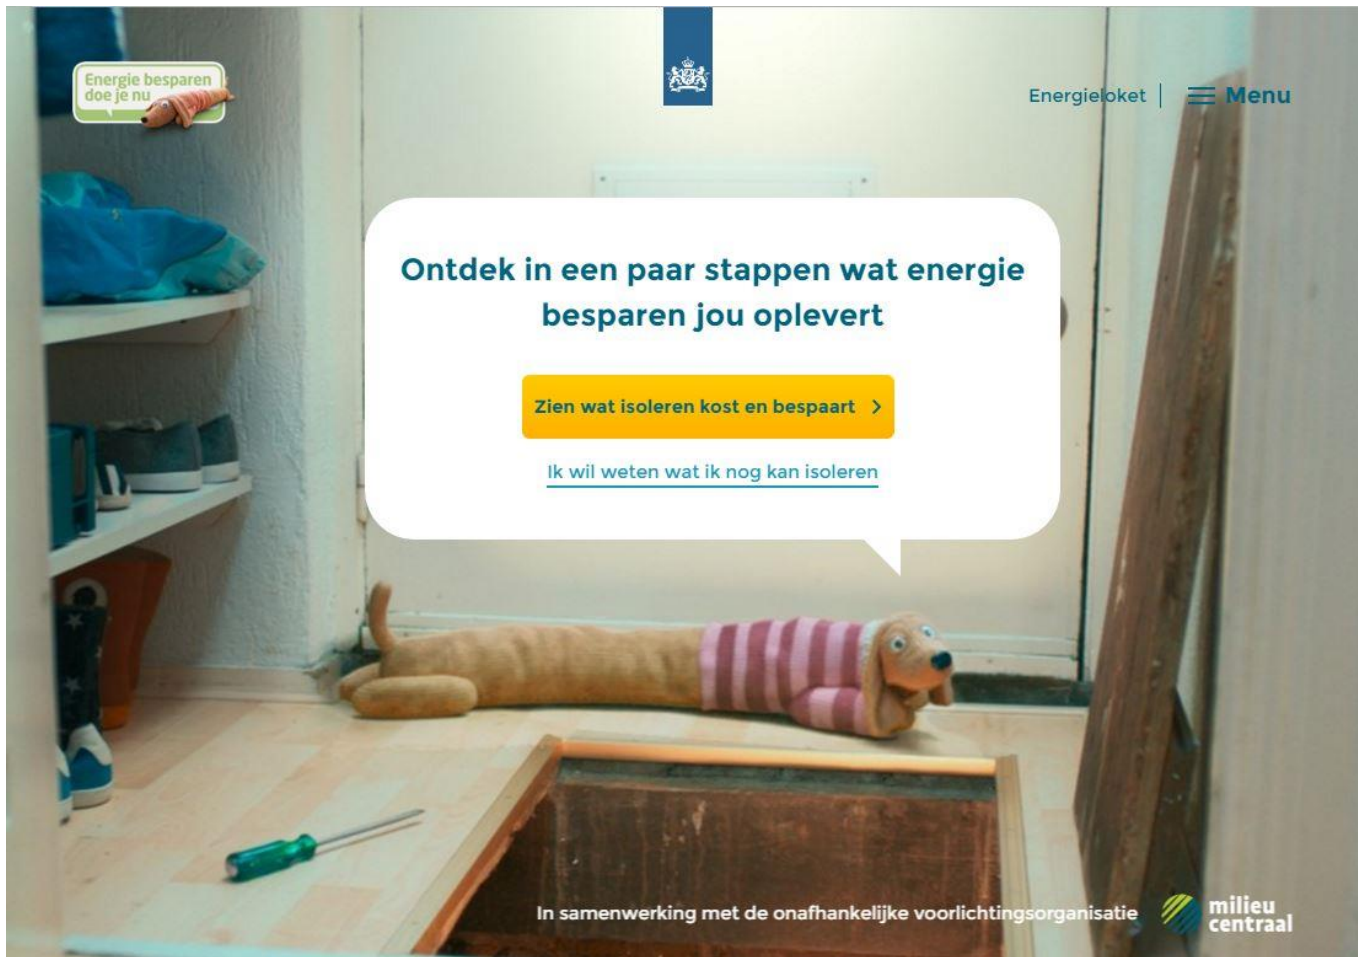 Energie besparen
doe je nu
Energieloket
Menu
Ontdek in een paar stappen wat energie
besparen jou oplevert
Zien wat isoleren kost en bespaart
Ik wil weten wat ik nog kan isoleren
In samenwerking met de onafhankelijke voorlichtingsorganisatie
milieu
centraal